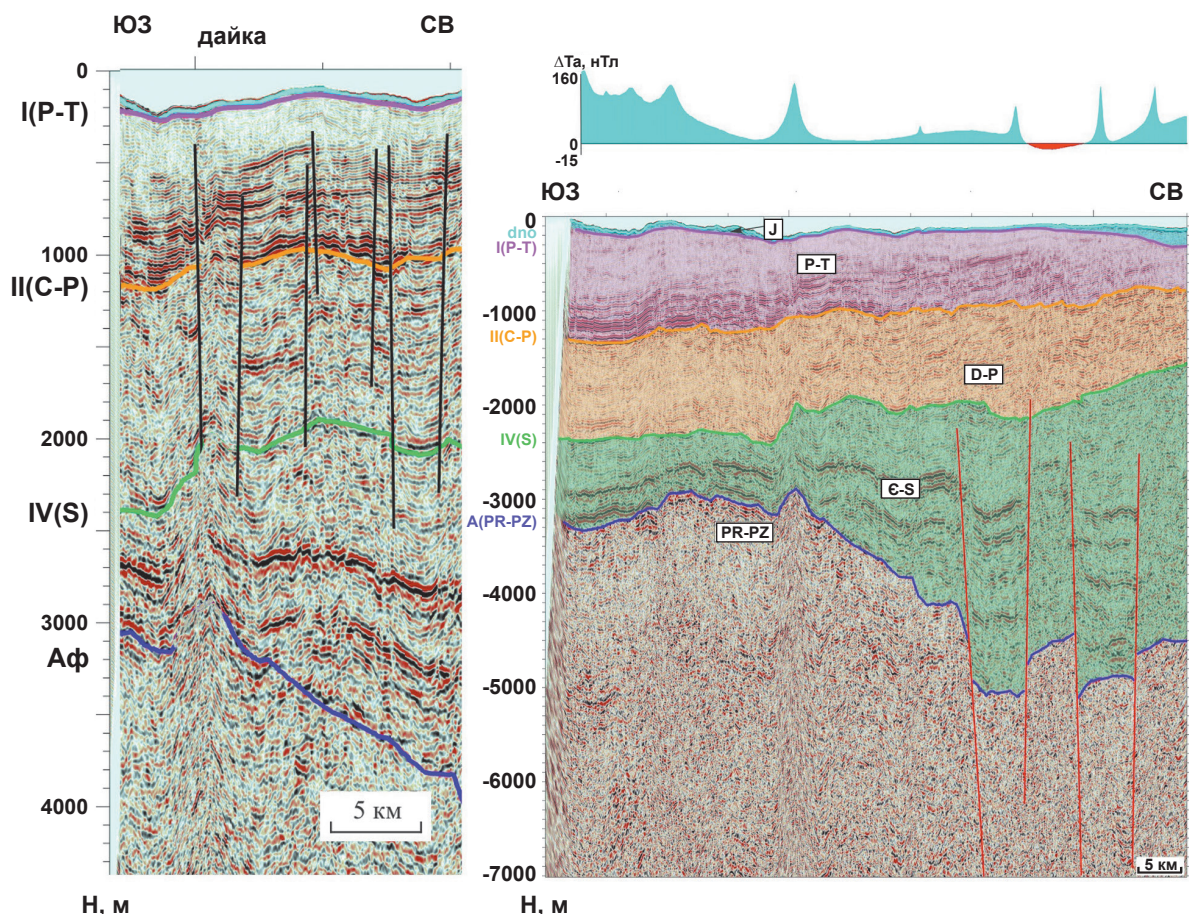 ЮЗ
СВ
дайка
0
I(P-T)
1000
II(C-P)
2000
IV(S)
3000
Аф
4000
5 км
Н, м
ΔTa, нТл
160
0
-15
ЮЗ
СВ
0
dno
I(P-T)
J
P-T
-1000
II(C-P)
D-P
-2000
IV(S)
Є-S
-3000
A(PR-PZ)
PR-PZ
-4000
-5000
-6000
-7000
5 км
Н, м